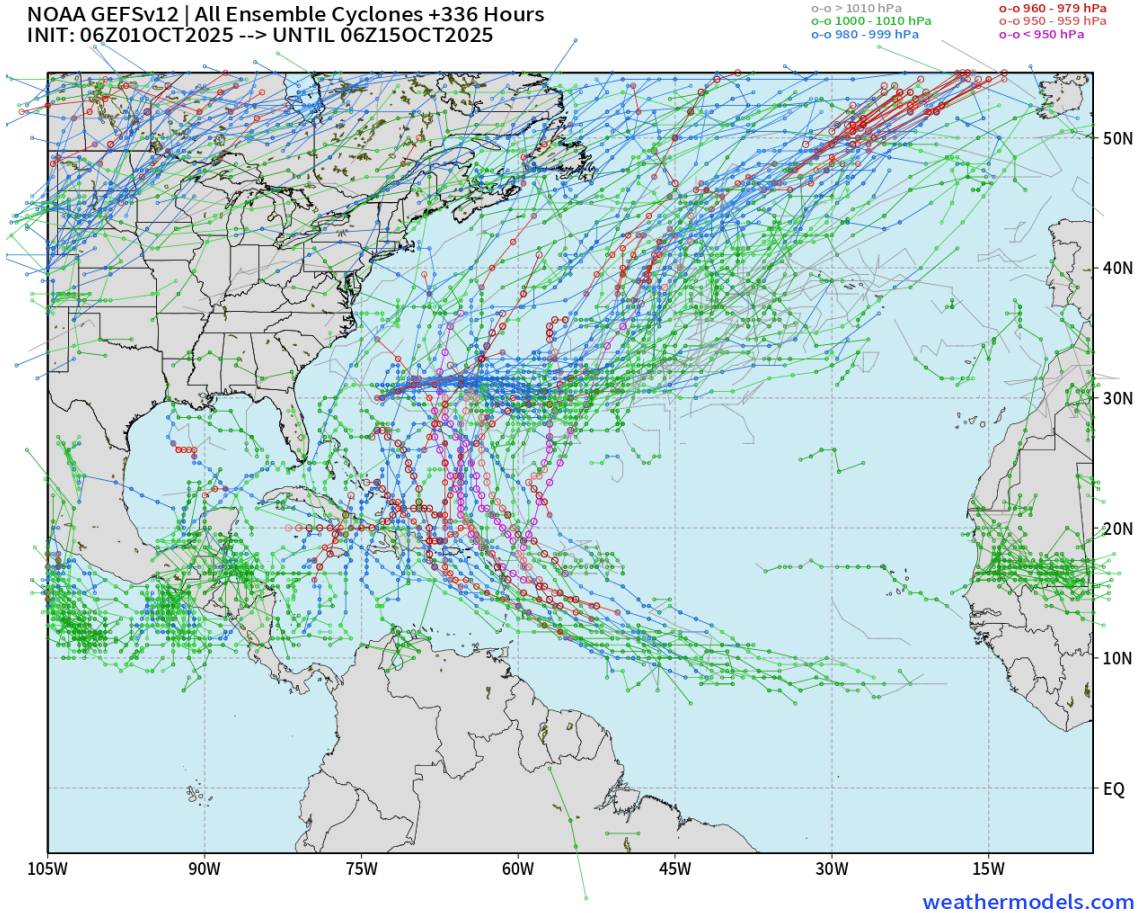 NOAA GEFSv12 | All Ensemble Cyclones +336 Hours
INIT: 06Z01OCT2025 --> UNTIL 06Z15OCT2025
o-o > 1010 hPa
o-o 1000 - 1010 hPa
o-o 980 - 999 hPa
o-o 960 - 979 hPa
o-o 950 - 959 hPa
o-o < 950 hPa
50N
40N
30N
20N
10N
EQ
105W 90W 75W 60W 45W 30W 15W
weathermodels.com